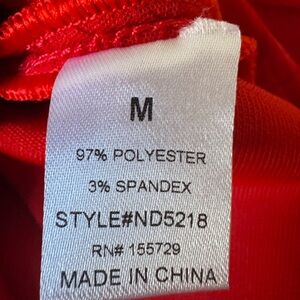 M
97% POLYESTER
3% SPANDEX
STYLE#ND5218
RN# 155729
MADE IN CHINA